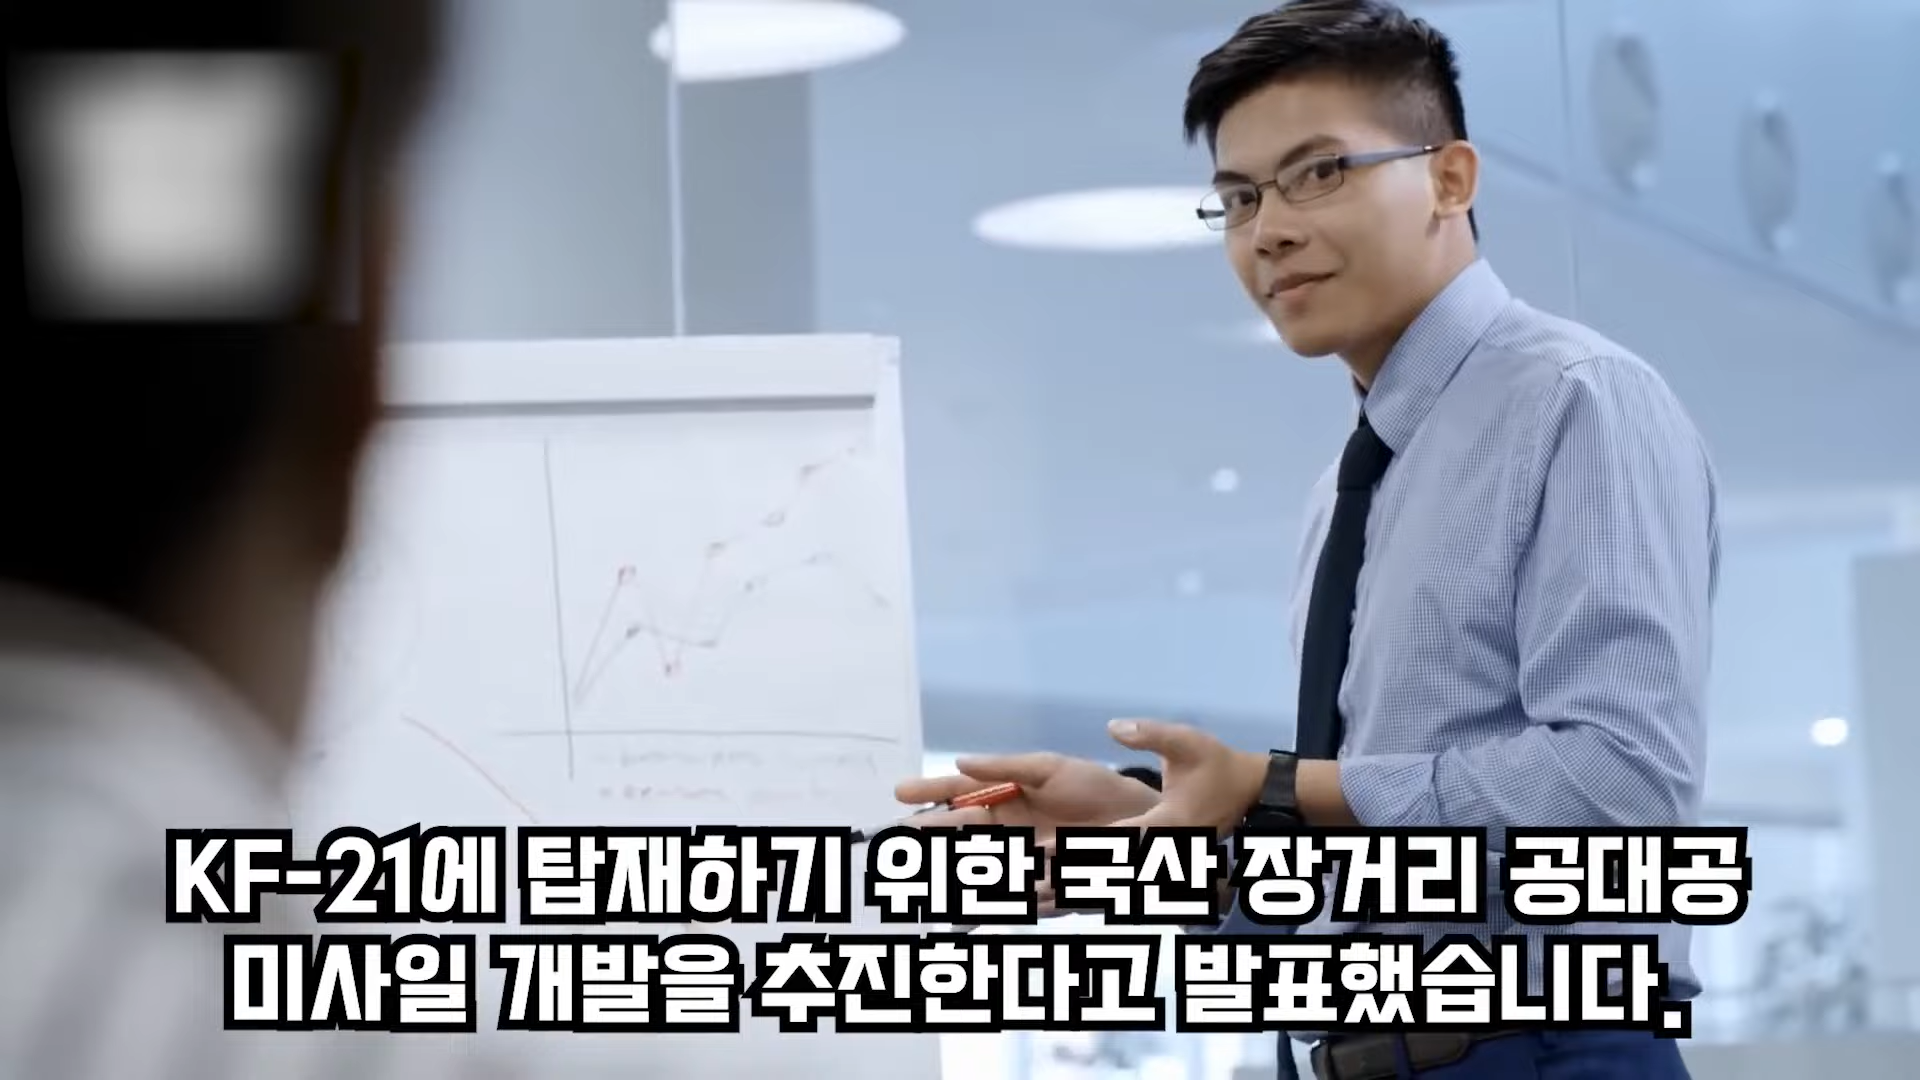 KF-21에 탑재하기 위한 국산 장거리 공대공
미사일 개발을 추진한다고 발표했습니다.